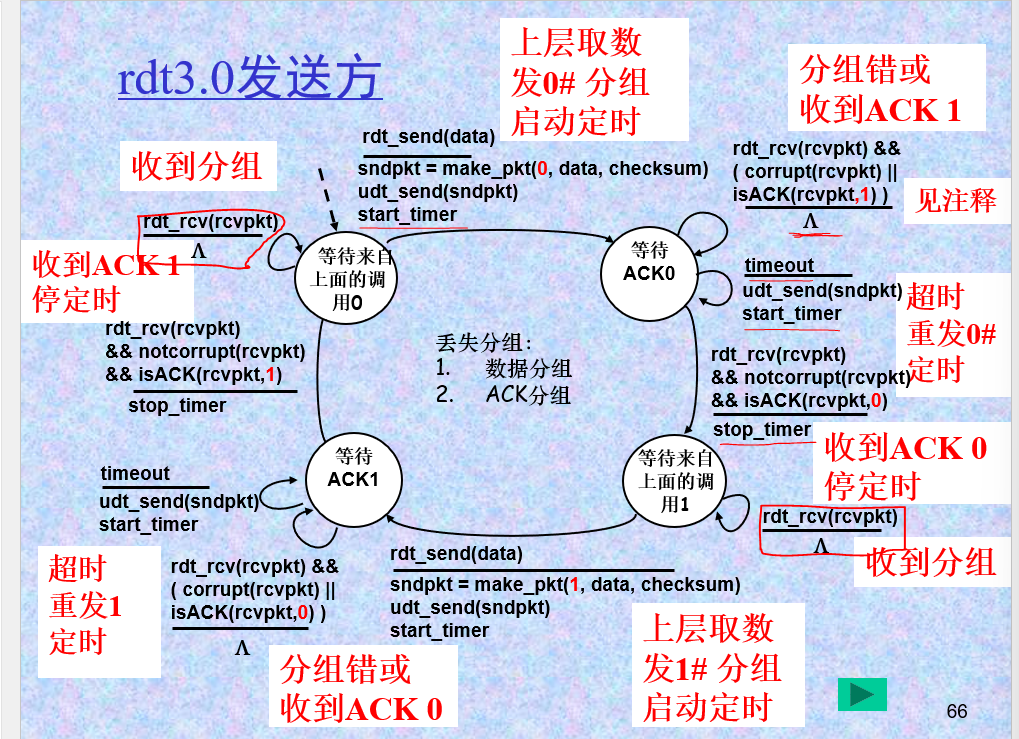 rdt3.0发送方
上层取数
发0# 分组
启动定时
分组错或
收到ACK 1
rdt_send(data)
sndpkt = make_pkt(0, data, checksum)
udt_send(sndpkt)
start_timer
rdt_rcv(rcvpkt) &&
( corrupt(rcvpkt) ||
isACK(rcvpkt,1) )
Λ
见注释
收到分组
rdt_rcv(rcvpkt)
Λ
等待来自
上面的调
用0
等待
ACK0
timeout
udt_send(sndpkt)
start_timer
超时
重发0#
定时
收到ACK 1
停定时
rdt_rcv(rcvpkt)
&& notcorrupt(rcvpkt)
&& isACK(rcvpkt,1)
stop_timer
丢失分组：
1. 数据分组
2. ACK分组
rdt_rcv(rcvpkt)
&& notcorrupt(rcvpkt)
&& isACK(rcvpkt,0)
stop_timer
收到ACK 0
停定时
等待
ACK1
等待来自
上面的调
用1
timeout
udt_send(sndpkt)
start_timer
rdt_rcv(rcvpkt)
Λ
收到分组
超时
重发1
定时
rdt_rcv(rcvpkt) &&
( corrupt(rcvpkt) ||
isACK(rcvpkt,0) )
Λ
分组错或
收到ACK 0
rdt_send(data)
sndpkt = make_pkt(1, data, checksum)
udt_send(sndpkt)
start_timer
上层取数
发1# 分组
启动定时
66